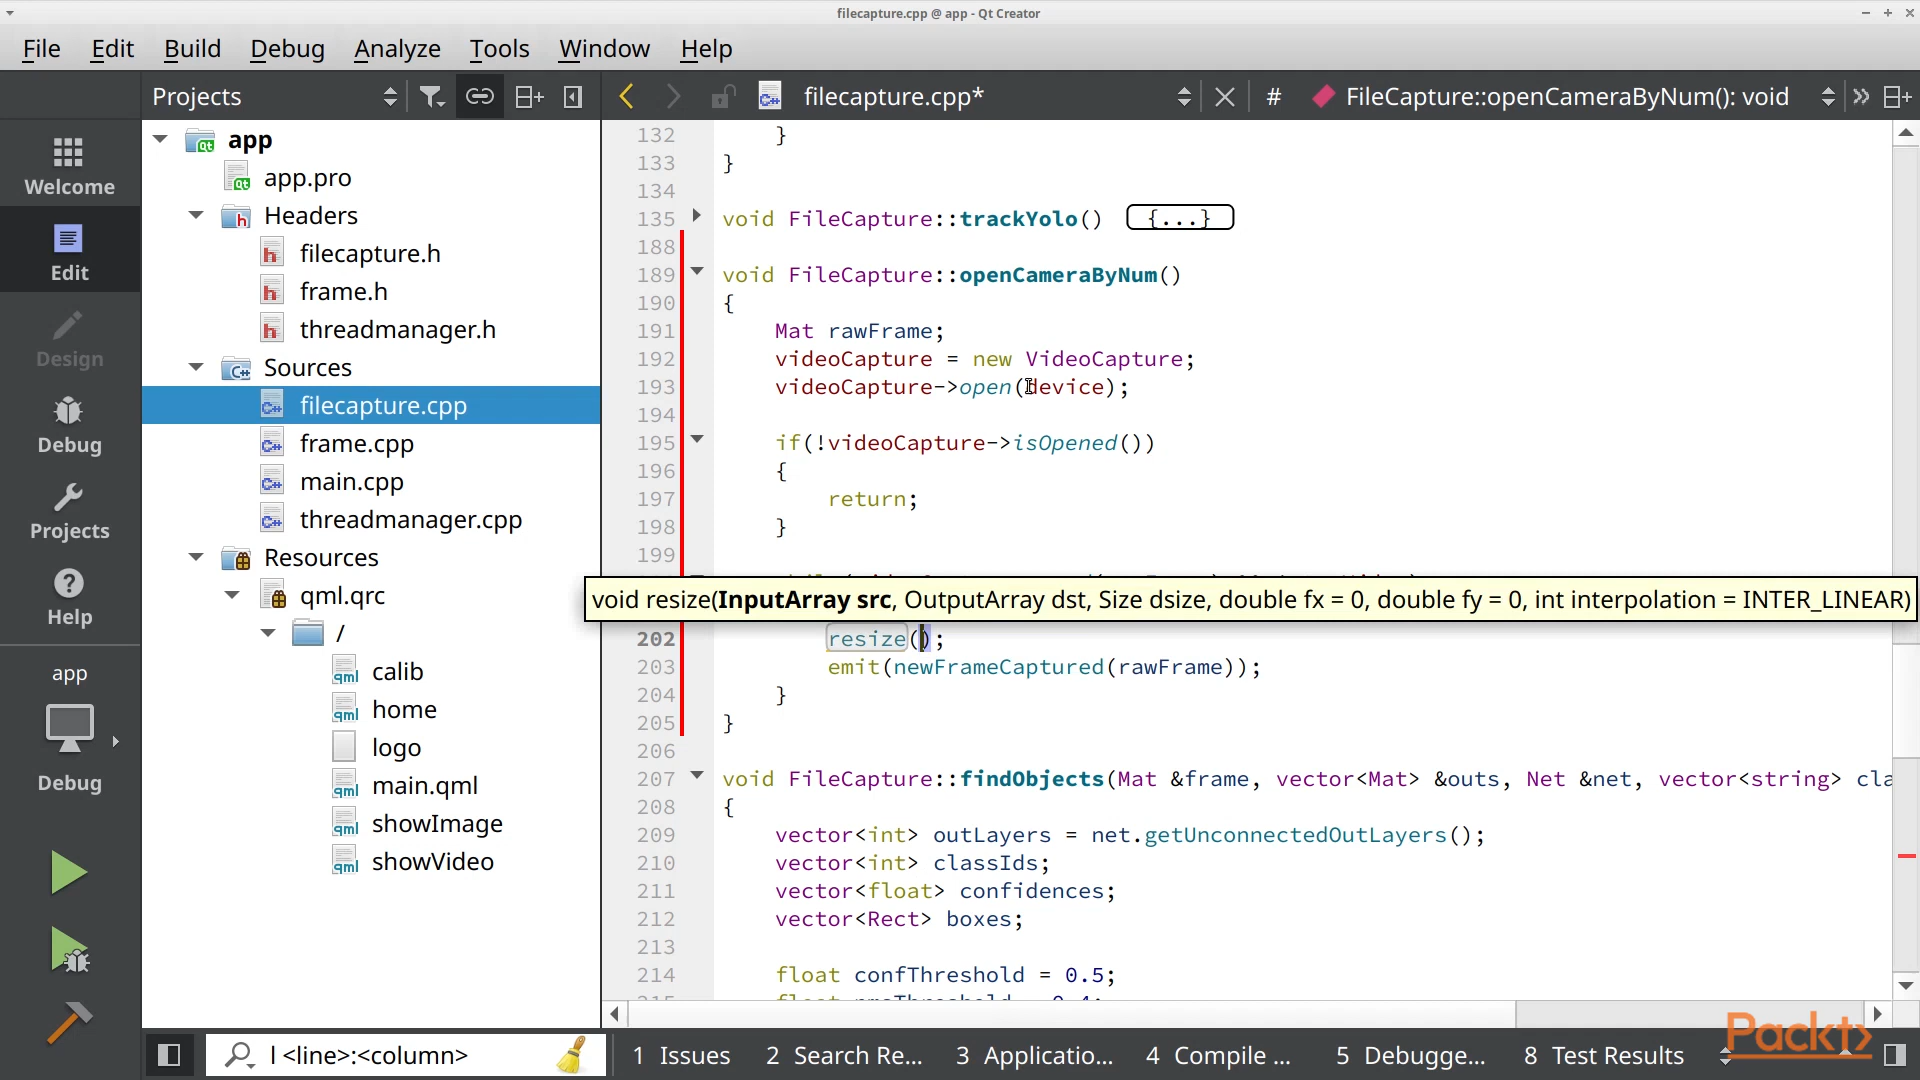 filecapture.cpp @ app - Qt Creator
File Edit Build Debug Analyze Tools Window Help
Projects
filecapture.cpp*
#
FileCapture::openCameraByNum(): void
Welcome
Edit
Design
Debug
Projects
Help
app
Debug
app
app.pro
Headers
filecapture.h
frame.h
threadmanager.h
Sources
filecapture.cpp
frame.cpp
main.cpp
threadmanager.cpp
Resources
qml.qrc
/
calib
home
logo
main.qml
showImage
showVideo
132 }
133 }
134
135 void FileCapture::trackYolo() {...}
188
189 void FileCapture::openCameraByNum()
190 {
191 Mat rawFrame;
192 videoCapture = new VideoCapture;
193 videoCapture->open(device);
194
195 if(!videoCapture->isOpened())
196 {
197 return;
198 }
199
void resize(InputArray src, OutputArray dst, Size dsize, double fx = 0, double fy = 0, int interpolation = INTER_LINEAR)
202 resize();
203 emit(newFrameCaptured(rawFrame));
204 }
205 }
206
207 void FileCapture::findObjects(Mat &frame, vector<Mat> &outs, Net &net, vector<string> cla
208 {
209 vector<int> outLayers = net.getUnconnectedOutLayers();
210 vector<int> classIds;
211 vector<float> confidences;
212 vector<Rect> boxes;
213
214 float confThreshold = 0.5;
l <line>:<column>
1 Issues 2 Search Re... 3 Applicatio... 4 Compile ... 5 Debugge... 8 Test Results
Packt>